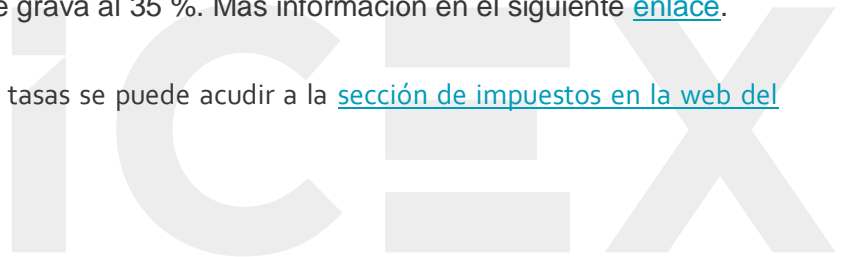 e grava al 35 %. Más información en el siguiente enlace.
tasas se puede acudir a la sección de impuestos en la web del
icex